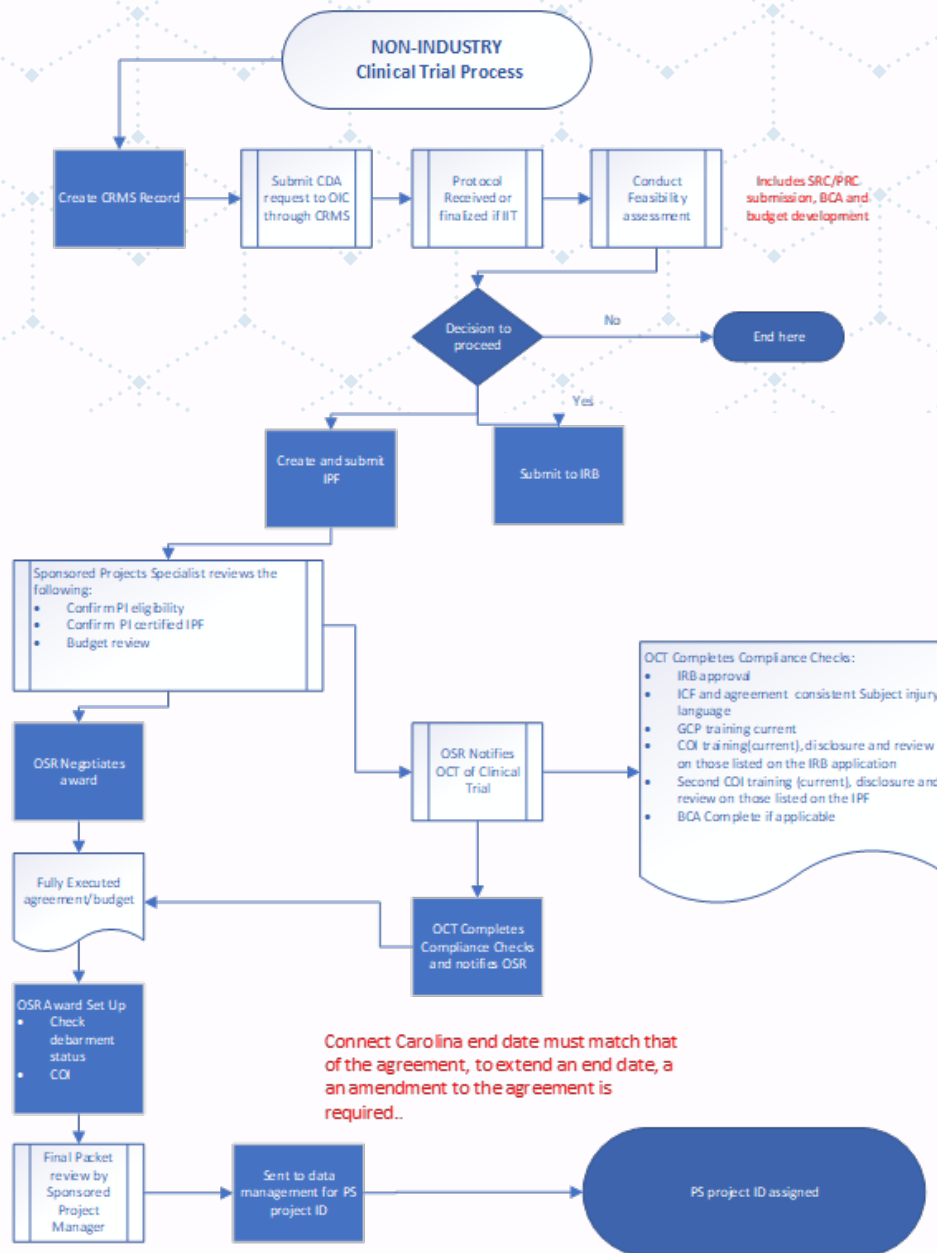 NON-INDUSTRY
Clinical Trial Process
Create CRMS Record
Submit CDA
request to OIC
through CRMS
Protocol
Received or
finalized if IIT
Conduct
Feasibility
assessment
Includes SRC/PRC
submission, BCA and
budget development
Decision to
proceed
No
End here
Yes
Create and submit
IPF
Submit to IRB
Sponsored Projects Specialist reviews the
following:
• Confirm PI eligibility
• Confirm PI certified IPF
• Budget review
OCT Completes Compliance Checks:
• IRB approval
• ICF and agreement consistent Subject injury
language
• GCP training current
• COI training(current), disclosure and review
on those listed on the IRB application
• Second COI training (current), disclosure and
review on those listed on the IPF
• BCA Complete if applicable
OSR Negotiates
award
OSR Notifies
OCT of Clinical
Trial
Fully Executed
agreement/budget
OCT Completes
Compliance Checks
and notifies OSR
OSR Award Set Up
• Check
debarment
status
• COI
Connect Carolina end date must match that
of the agreement, to extend an end date, a
an amendment to the agreement is
required..
Final Packet
review by
Sponsored
Project
Manager
Sent to data
management for PS
project ID
PS project ID assigned